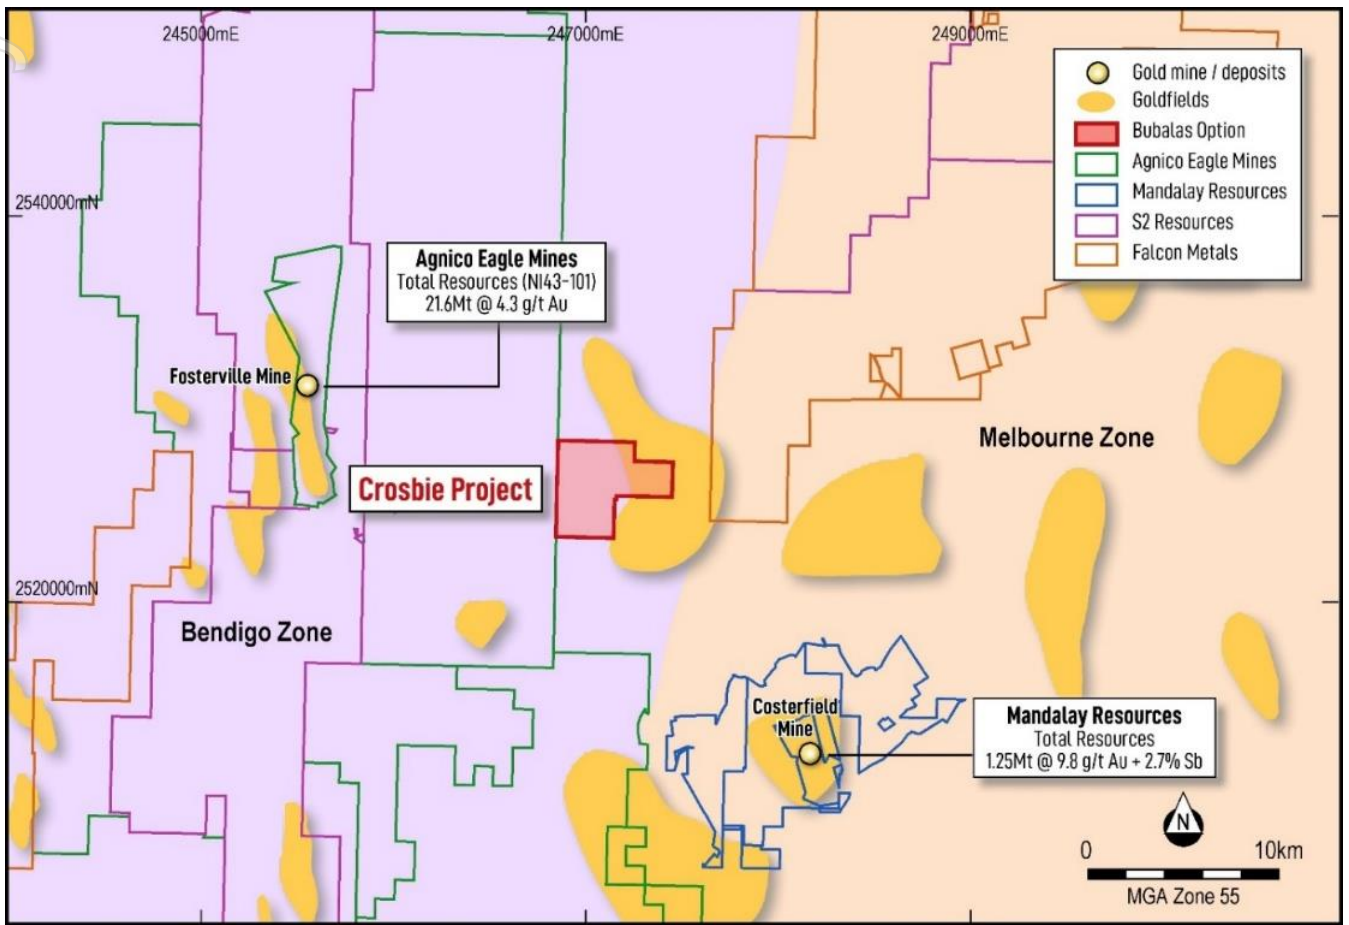 245000mE
247000mE
249000mE
Gold mine / deposits
Goldfields
Bubalas Option
Agnico Eagle Mines
Mandalay Resources
S2 Resources
Falcon Metals
2540000mN
Agnico Eagle Mines
Total Resources (NI43-101)
21.6Mt @ 4.3 g/t Au
Fosterville Mine
Crosbie Project
Melbourne Zone
2520000mN
Bendigo Zone
Costerfield
Mine
Mandalay Resources
Total Resources
1.25Mt @ 9.8 g/t Au + 2.7% Sb
N
0 10km
MGA Zone 55